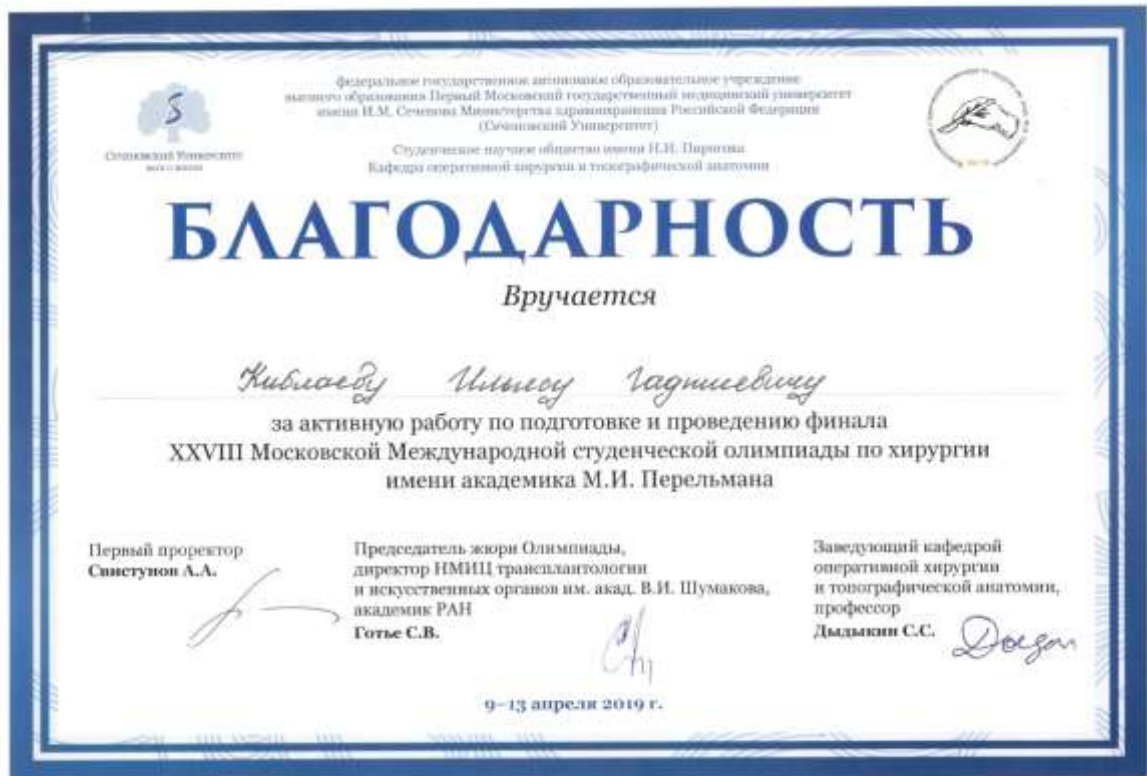 федеральное государственное автономное образовательное учреждение
высшего образования Первый Московский государственный медицинский университет
имени И.М. Сеченова Министерства здравоохранения Российской Федерации
(Сеченовский Университет)
Студенческое научное общество имени Н.И. Пирогова
Кафедра оперативной хирургии и топографической анатомии
S
Сеченовский Университет
БЛАГОДАРНОСТЬ
Вручается
Киблаеву Ильясу Гаджиевичу
за активную работу по подготовке и проведению финала
XXVIII Московской Международной студенческой олимпиады по хирургии
имени академика М.И. Перельмана
Первый проректор
Свистунов А.А.
Председатель жюри Олимпиады,
директор НМИЦ трансплантологии
и искусственных органов им. акад. В.И. Шумакова,
академик РАН
Готье С.В.
Заведующий кафедрой
оперативной хирургии
и топографической анатомии,
профессор
Дыдыкин С.С.
9–13 апреля 2019 г.